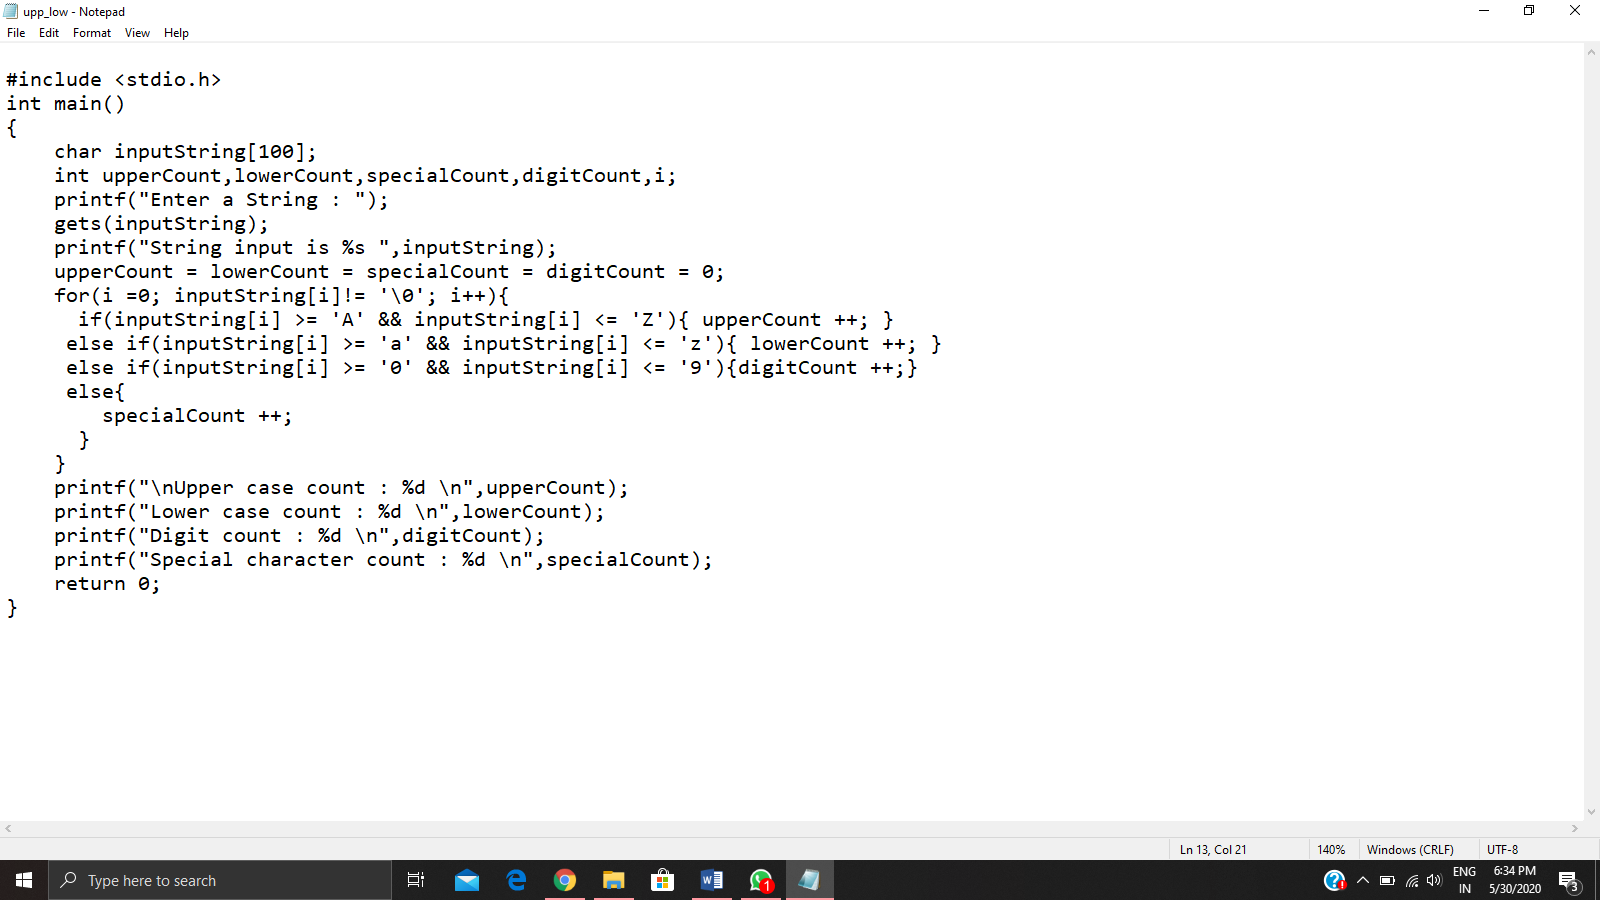 upp_low - Notepad
File Edit Format View Help
#include <stdio.h>
int main()
{
    char inputString[100];
    int upperCount,lowerCount,specialCount,digitCount,i;
    printf("Enter a String : ");
    gets(inputString);
    printf("String input is %s ",inputString);
    upperCount = lowerCount = specialCount = digitCount = 0;
    for(i =0; inputString[i]!= '\0'; i++){
      if(inputString[i] >= 'A' && inputString[i] <= 'Z'){ upperCount ++; }
     else if(inputString[i] >= 'a' && inputString[i] <= 'z'){ lowerCount ++; }
     else if(inputString[i] >= '0' && inputString[i] <= '9'){digitCount ++;}
     else{
        specialCount ++;
      }
    }
    printf("\nUpper case count : %d \n",upperCount);
    printf("Lower case count : %d \n",lowerCount);
    printf("Digit count : %d \n",digitCount);
    printf("Special character count : %d \n",specialCount);
    return 0;
}
Ln 13, Col 21 140% Windows (CRLF) UTF-8
Type here to search
1
ENG
IN
6:34 PM
5/30/2020
3